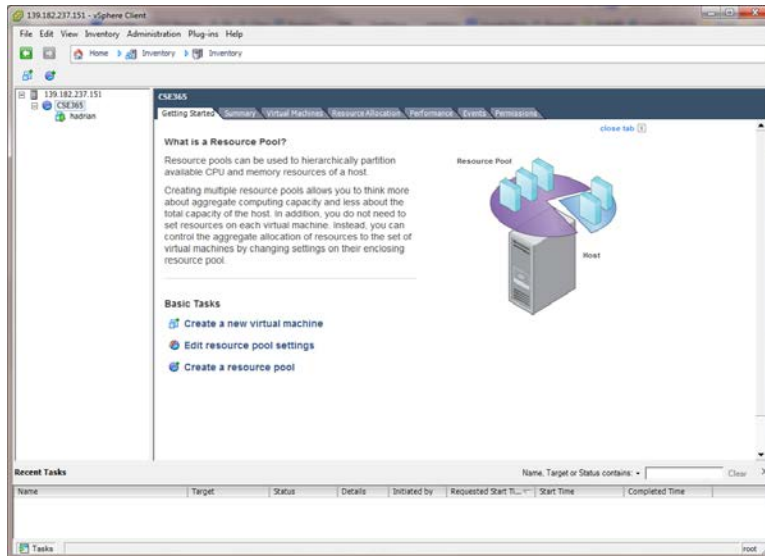 139.182.237.151 - vSphere Client
File Edit View Inventory Administration Plug-ins Help
Home Inventory Inventory
139.182.237.151
CSE365
hadrian
CSE365
Getting Started Summary Virtual Machines Resource Allocation Performance Events Permissions
close tab
What is a Resource Pool?
Resource pools can be used to hierarchically partition
available CPU and memory resources of a host.
Creating multiple resource pools allows you to think more
about aggregate computing capacity and less about the
total capacity of the host. In addition, you do not need to
set resources on each virtual machine. Instead, you can
control the aggregate allocation of resources to the set of
virtual machines by changing settings on their enclosing
resource pool.
Resource Pool
Host
Basic Tasks
Create a new virtual machine
Edit resource pool settings
Create a resource pool
Recent Tasks
Name, Target or Status contains:
Clear
Name Target Status Details Initiated by Requested Start Ti... Start Time Completed Time
Tasks
root